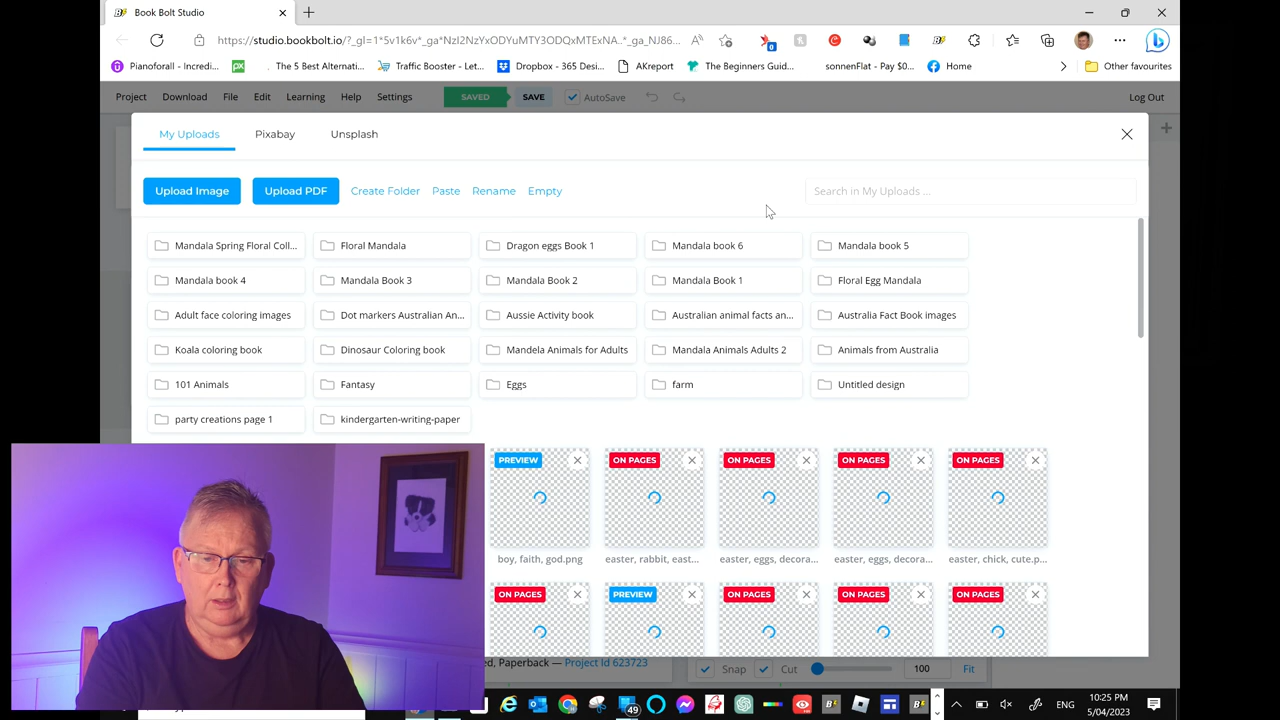 Book Bolt Studio
https://studio.bookbolt.io/?_gl=1*5v1k6v*_ga*NzI2NzYxODYuMTY3ODQxMTExNA..*_ga_NJ86...
Pianoforall - Incredi...
The 5 Best Alternati...
Traffic Booster - Let...
Dropbox - 365 Desi...
AKreport
The Beginners Guid...
sonnenFlat - Pay $0...
Home
Other favourites
Project Download File Edit Learning Help Settings SAVED SAVE AutoSave Log Out
My Uploads Pixabay Unsplash
Upload Image Upload PDF Create Folder Paste Rename Empty Search in My Uploads ...
Mandala Spring Floral Coll... Floral Mandala Dragon eggs Book 1 Mandala book 6 Mandala book 5
Mandala book 4 Mandala Book 3 Mandala Book 2 Mandala Book 1 Floral Egg Mandala
Adult face coloring images Dot markers Australian An... Aussie Activity book Australian animal facts an... Australia Fact Book images
Koala coloring book Dinosaur Coloring book Mandela Animals for Adults Mandala Animals Adults 2 Animals from Australia
101 Animals Fantasy Eggs farm Untitled design
party creations page 1 kindergarten-writing-paper
PREVIEW ON PAGES ON PAGES ON PAGES ON PAGES
boy, faith, god.png easter, rabbit, east... easter, eggs, decora... easter, eggs, decora... easter, chick, cute.p...
ON PAGES PREVIEW ON PAGES ON PAGES ON PAGES
ed, Paperback — Project Id 623723 Snap Cut 100 Fit
49
10:25 PM
5/04/2023